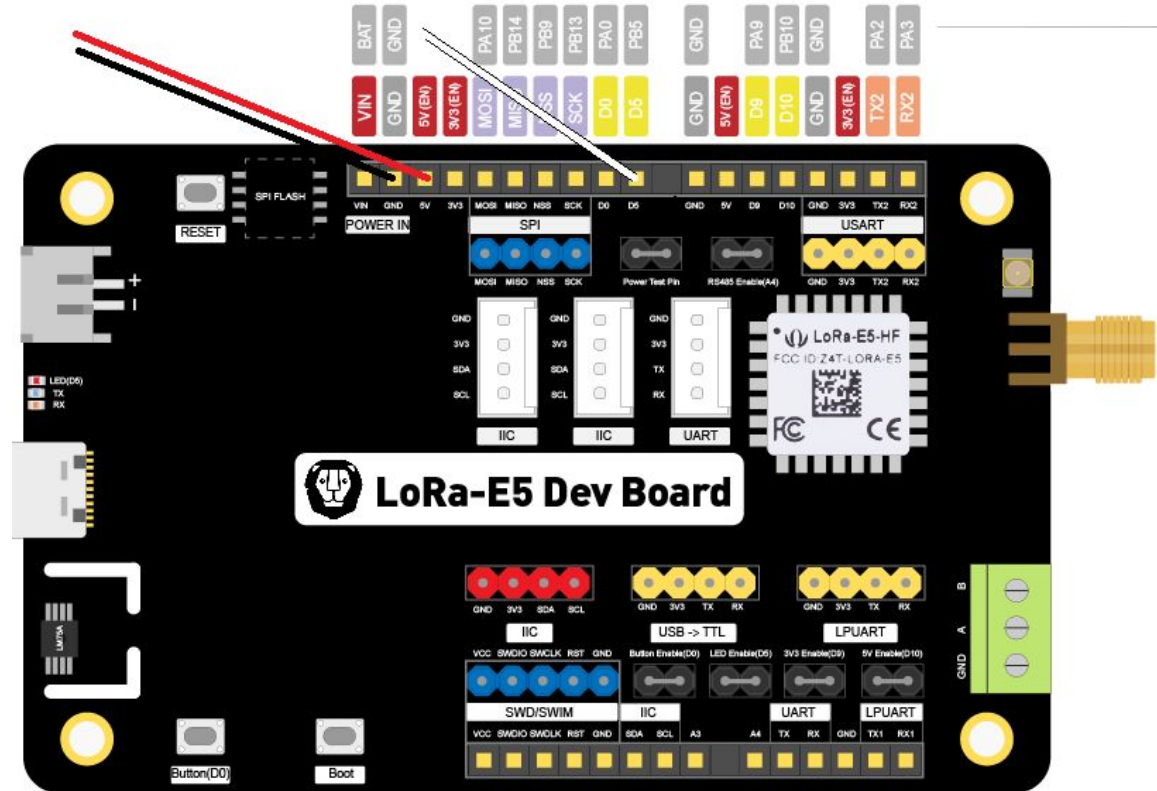 BAT GND PA10 PB14 PB9 PB13 PA0 PB5 GND PA9 PB10 GND PA2 PA3
VIN GND 5V(EN) 3V3(EN) MOSI SCK D0 D5 GND 5V(EN) D9 D10 GND 3V3(EN) TX2 RX2
VIN GND 5V 3V3 MOSI MISO NSS SCK D0 D5 GND 5V D9 D10 GND 3V3 TX2 RX2
SPI FLASH
RESET
POWER IN
SPI
USART
MOSI MISO NSS SCK
Power Test Pin
RS485 Enable(A4)
GND 3V3 TX2 RX2
+
-
GND
3V3
SDA
SCL
IIC
GND
3V3
SDA
SCL
IIC
GND
3V3
TX
RX
UART
LoRa-E5-HF
FCC ID:Z4T-LORA-E5
FC CE
LED(D5)
TX
RX
LoRa-E5 Dev Board
GND 3V3 SDA SCL
IIC
GND 3V3 TX RX
USB -> TTL
GND 3V3 TX RX
LPUART
B
A
GND
LM75A
VCC SWDIO SWCLK RST GND
Button Enable(D0) LED Enable(D5) 3V3 Enable(D9) 5V Enable(D10)
SWD/SWIM
IIC
UART
LPUART
VCC SWDIO SWDLK RST GND SDA SCL A3 A4 TX RX GND TX1 RX1
Button(D0)
Boot